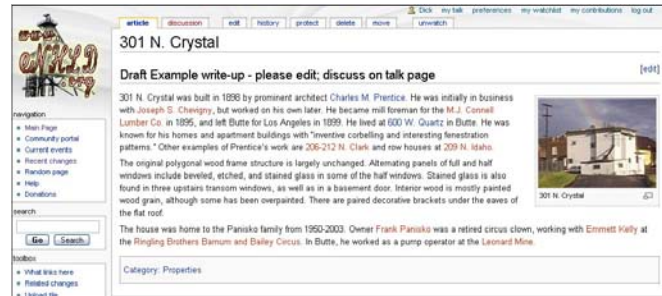 www.
BNHLD
.org
Dick my talk preferences my watchlist my contributions log out
article discussion edit history protect delete move unwatch
301 N. Crystal
Draft Example write-up - please edit; discuss on talk page [edit]
301 N. Crystal was built in 1898 by prominent architect Charles M. Prentice. He was initially in business
with Joseph S. Chevigny, but worked on his own later. He became mill foreman for the M.J. Connell
Lumber Co. in 1895, and left Butte for Los Angeles in 1899. He lived at 600 W. Quartz in Butte. He was
known for his homes and apartment buildings with "inventive corbelling and interesting fenestration
patterns." Other examples of Prentice's work are 206-212 N. Clark and row houses at 209 N. Idaho.
The original polygonal wood frame structure is largely unchanged. Alternating panels of full and half
windows include beveled, etched, and stained glass in some of the half windows. Stained glass is also
found in three upstairs transom windows, as well as in a basement door. Interior wood is mostly painted
wood grain, although some has been overpainted. There are paired decorative brackets under the eaves of
the flat roof.
301 N. Crystal
The house was home to the Panisko family from 1950-2003. Owner Frank Panisko was a retired circus clown, working with Emmett Kelly at
the Ringling Brothers Barnum and Bailey Circus. In Butte, he worked as a pump operator at the Leonard Mine.
Category: Properties
navigation
Main Page
Community portal
Current events
Recent changes
Random page
Help
Donations
search
Go Search
toolbox
What links here
Related changes
Upload file